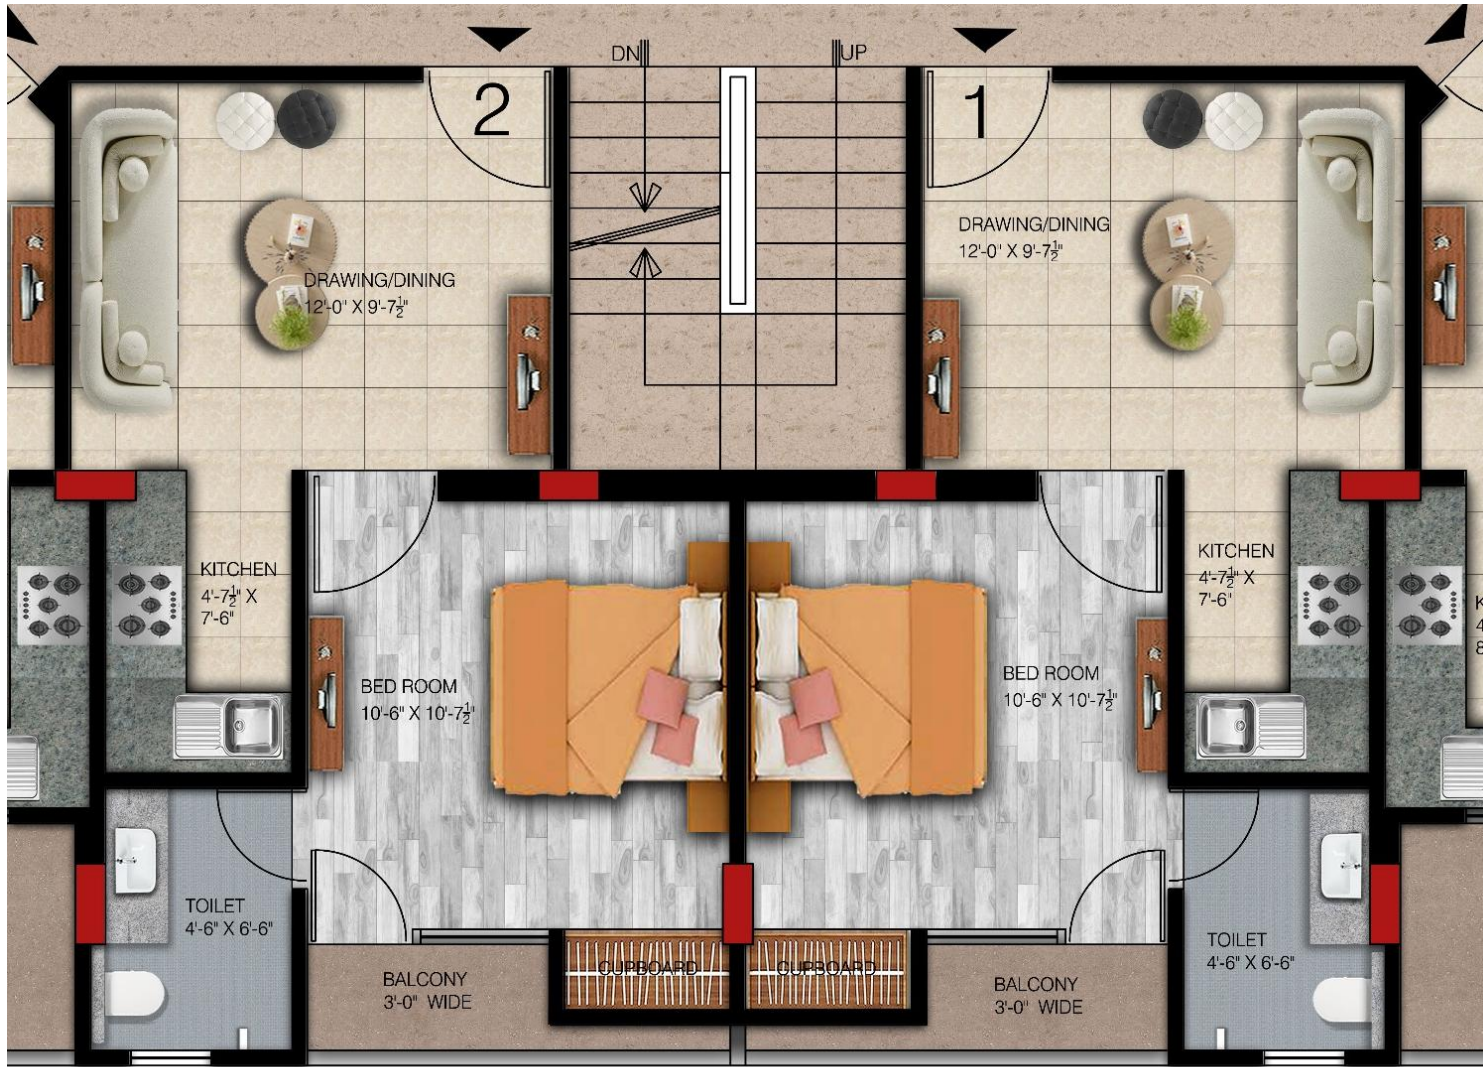 DN
UP
2
1
DRAWING/DINING
12'-0" X 9'-7½"
DRAWING/DINING
12'-0" X 9'-7½"
KITCHEN
4'-7½" X
7'-6"
BED ROOM
10'-6" X 10'-7½"
BED ROOM
10'-6" X 10'-7½"
KITCHEN
4'-7½" X
7'-6"
K
4
8
TOILET
4'-6" X 6'-6"
BALCONY
3'-0" WIDE
CUPBOARD
CUPBOARD
BALCONY
3'-0" WIDE
TOILET
4'-6" X 6'-6"